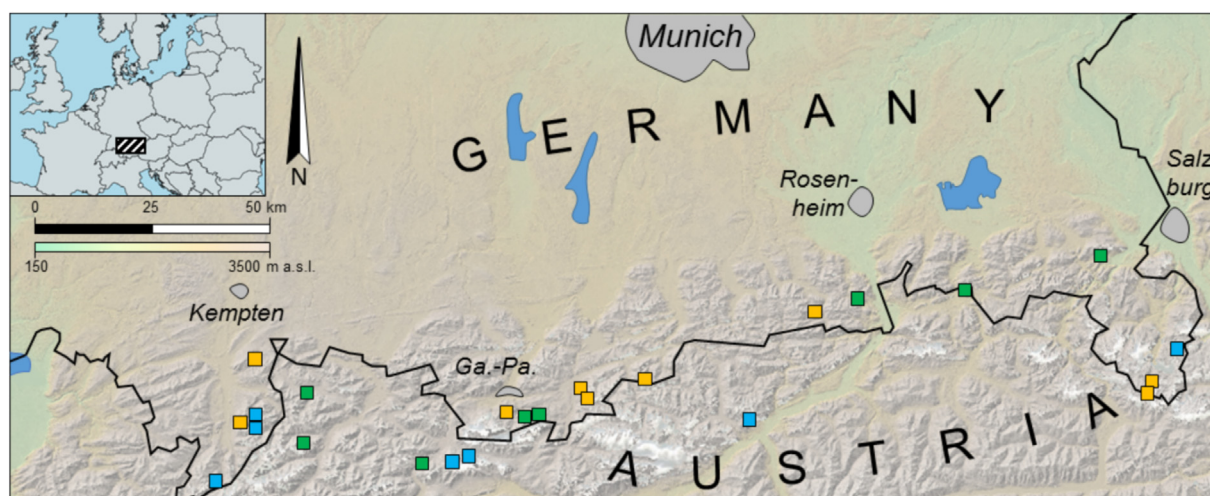 Munich
GERMANY
N
Salz
burg
Rosen-
heim
0 25 50 km
150 3500 m a.s.l.
Kempten
Ga.-Pa.
AUSTRIA